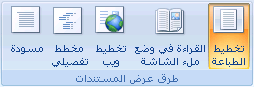 تخطيط
الطباعة
القراءة في وضع
ملء الشاشة
تخطيط
ويب
مخطط
تفصيلي
مسودة
طرق عرض المستندات